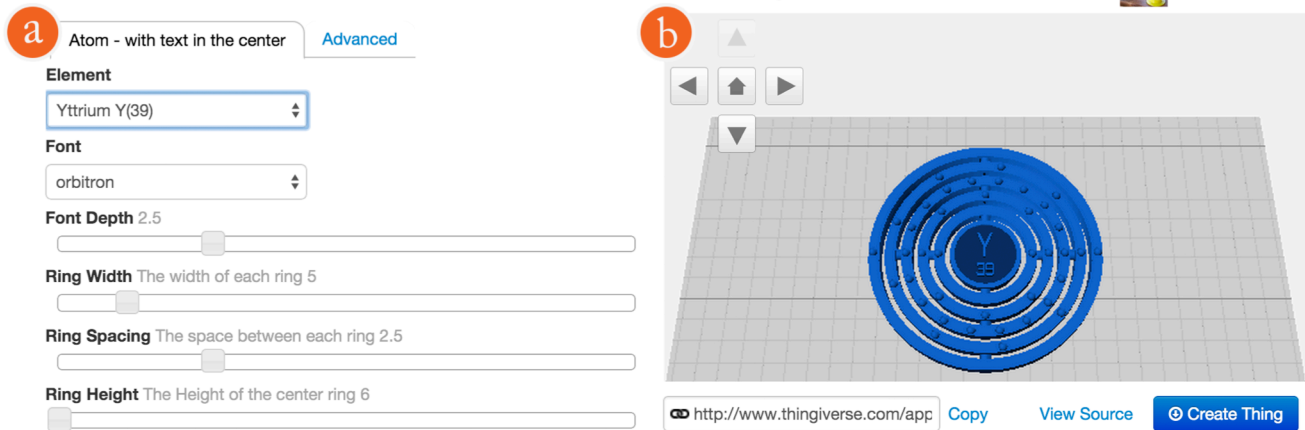 a
Atom - with text in the center
Advanced
Element
Yttrium Y(39)
Font
orbitron
Font Depth 2.5
Ring Width The width of each ring 5
Ring Spacing The space between each ring 2.5
Ring Height The Height of the center ring 6
b
Y
39
http://www.thingiverse.com/app
Copy
View Source
Create Thing